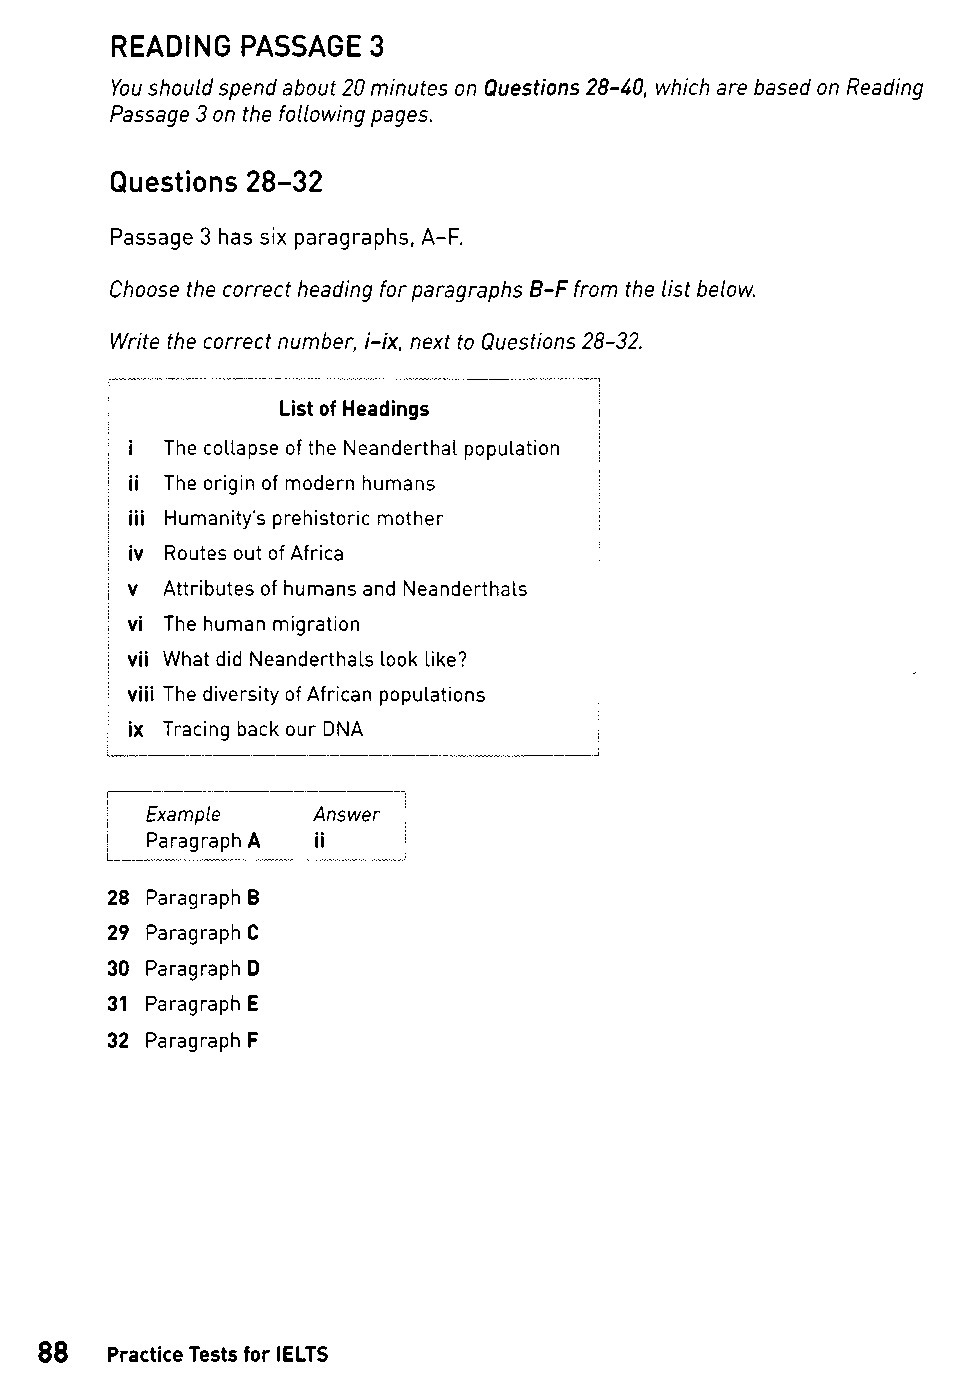 READING PASSAGE 3
You should spend about 20 minutes on Questions 28–40, which are based on Reading
Passage 3 on the following pages.
Questions 28–32
Passage 3 has six paragraphs, A–F.
Choose the correct heading for paragraphs B–F from the list below.
Write the correct number, i–ix, next to Questions 28–32.
List of Headings
i The collapse of the Neanderthal population
ii The origin of modern humans
iii Humanity's prehistoric mother
iv Routes out of Africa
v Attributes of humans and Neanderthals
vi The human migration
vii What did Neanderthals look like?
viii The diversity of African populations
ix Tracing back our DNA
Example Answer
Paragraph A ii
28 Paragraph B
29 Paragraph C
30 Paragraph D
31 Paragraph E
32 Paragraph F
88 Practice Tests for IELTS